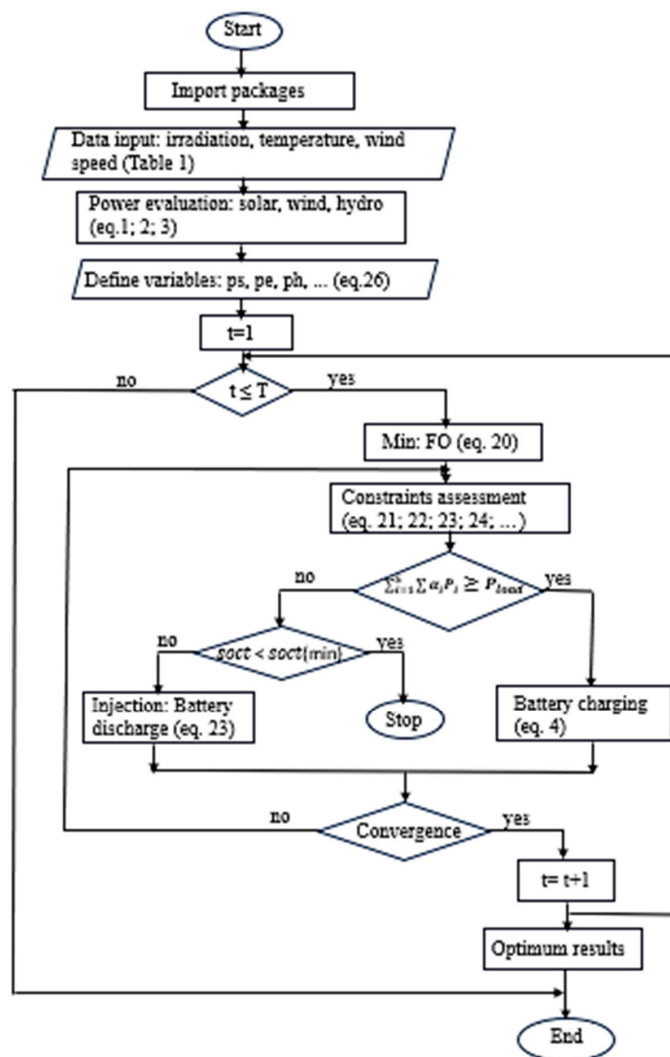 Start
Import packages
Data input: irradiation, temperature, wind
speed (Table 1)
Power evaluation: solar, wind, hydro
(eq.1; 2; 3)
Define variables: ps, pe, ph, ... (eq.26)
t=1
no
t ≤ T
yes
Min: FO (eq. 20)
Constraints assessment
(eq. 21; 22; 23; 24; ...)
no
∑ ∑ αᵢPᵢ ≥ Pₗₒₐd
yes
no
soct < soct(min)
yes
Injection: Battery
discharge (eq. 23)
Stop
Battery charging
(eq. 4)
no
Convergence
yes
t= t+1
Optimum results
End